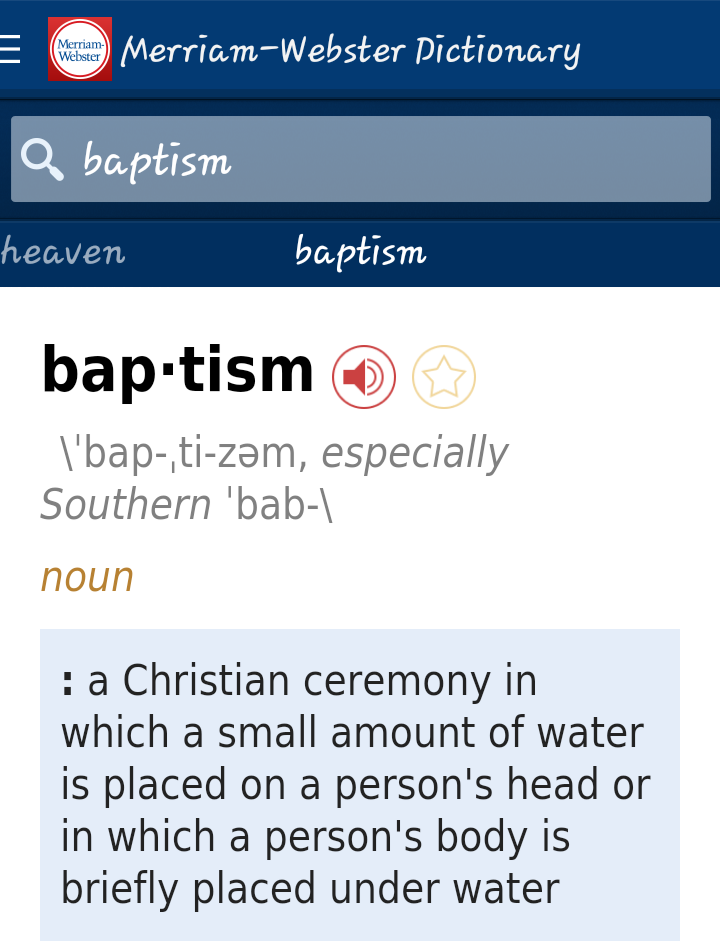 Merriam-
Webster
Merriam-Webster Dictionary
baptism
heaven baptism
bap·tism
\ˈbap-ˌti-zəm, especially
Southern ˈbab-\
noun
: a Christian ceremony in
which a small amount of water
is placed on a person's head or
in which a person's body is
briefly placed under water